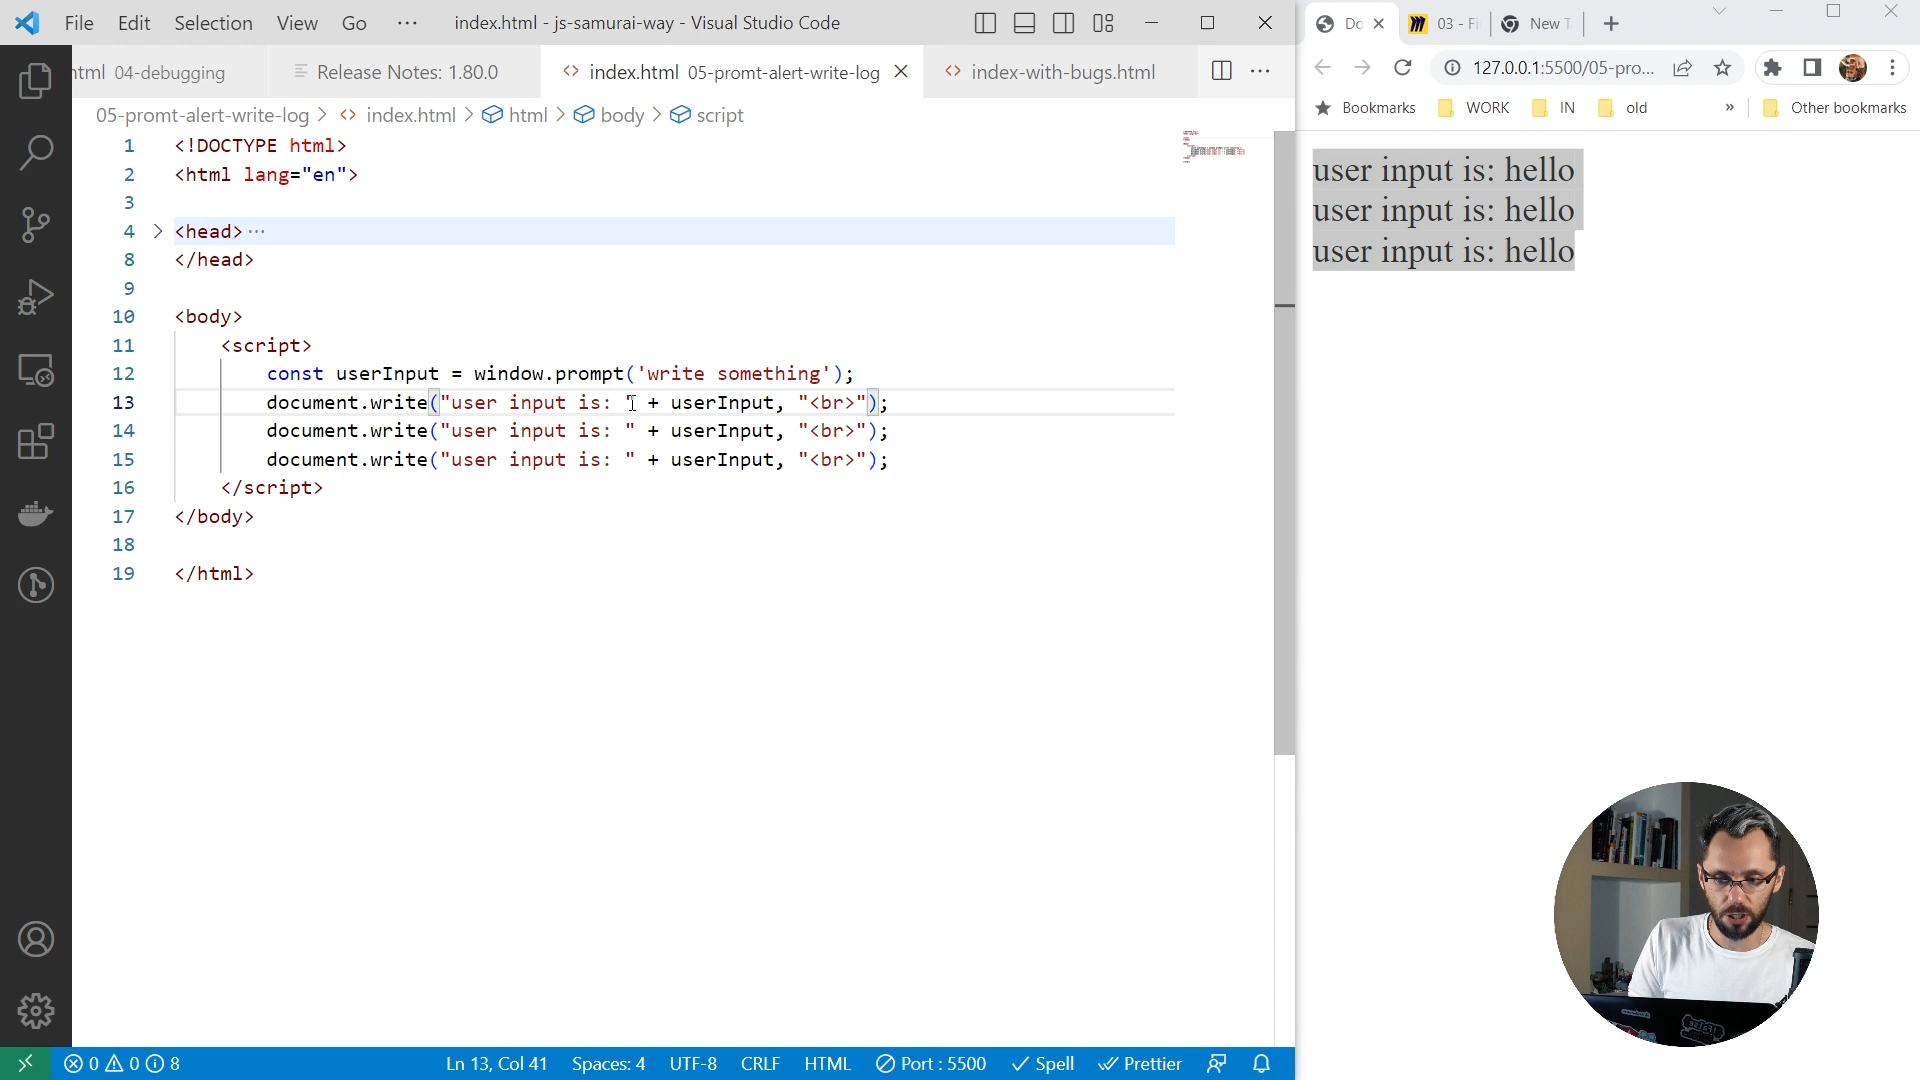 File Edit Selection View Go ··· index.html - js-samurai-way - Visual Studio Code
html 04-debugging Release Notes: 1.80.0 index.html 05-promt-alert-write-log index-with-bugs.html
05-promt-alert-write-log > index.html > html > body > script
1 <!DOCTYPE html>
2 <html lang="en">
3
4 <head>···
8 </head>
9
10 <body>
11 <script>
12 const userInput = window.prompt('write something');
13 document.write("user input is: " + userInput, "<br>");
14 document.write("user input is: " + userInput, "<br>");
15 document.write("user input is: " + userInput, "<br>");
16 </script>
17 </body>
18
19 </html>
0 0 8 Ln 13, Col 41 Spaces: 4 UTF-8 CRLF HTML Port : 5500 Spell Prettier
Do 03 - Fi New T
127.0.0.1:5500/05-pro...
Bookmarks WORK IN old » Other bookmarks
user input is: hello
user input is: hello
user input is: hello